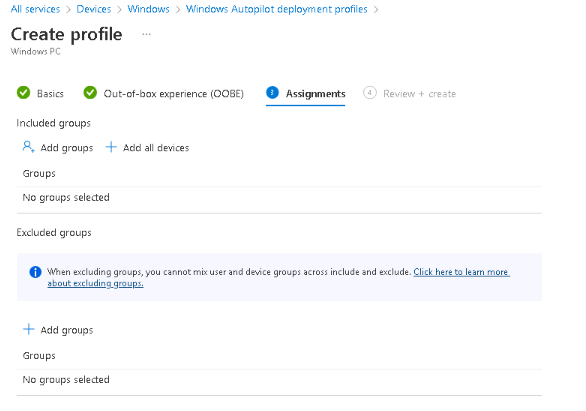 All services > Devices > Windows > Windows Autopilot deployment profiles >
Create profile ...
Windows PC
Basics Out-of-box experience (OOBE) 3 Assignments 4 Review + create
Included groups
Add groups + Add all devices
Groups
No groups selected
Excluded groups
When excluding groups, you cannot mix user and device groups across include and exclude. Click here to learn more
about excluding groups.
+ Add groups
Groups
No groups selected